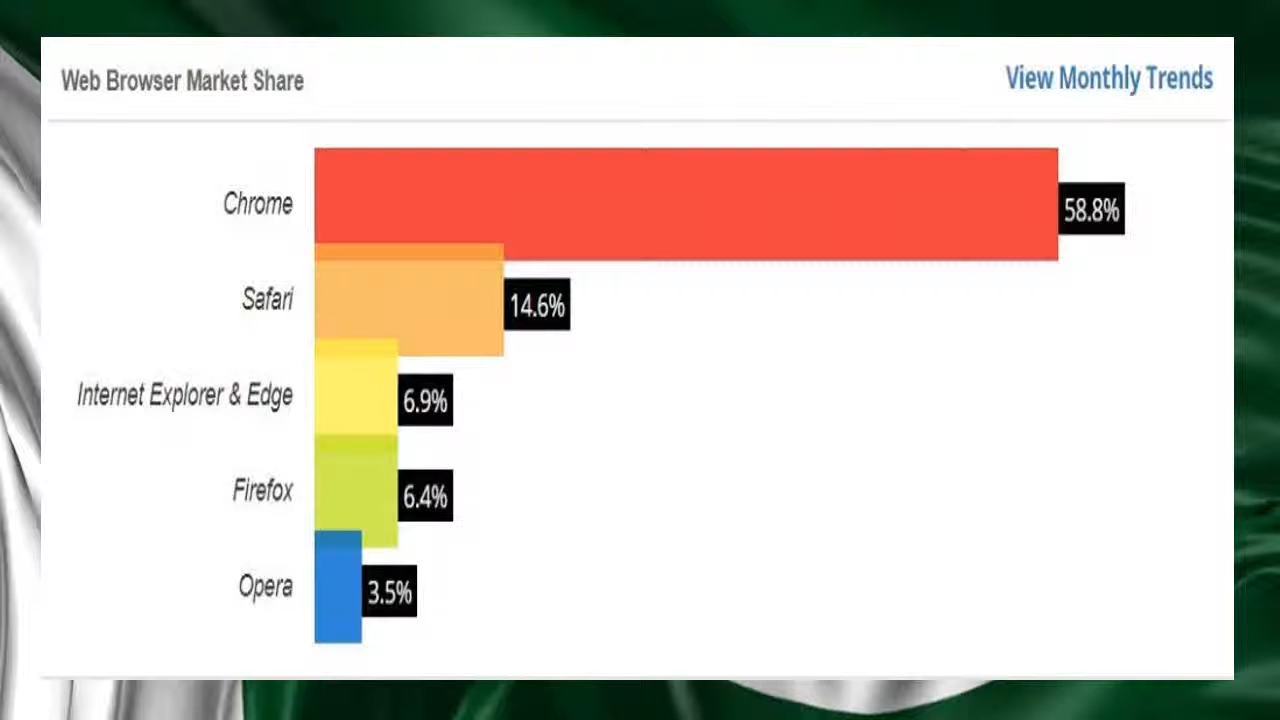 Web Browser Market Share
View Monthly Trends
Chrome
58.8%
Safari
14.6%
Internet Explorer & Edge
6.9%
Firefox
6.4%
Opera
3.5%